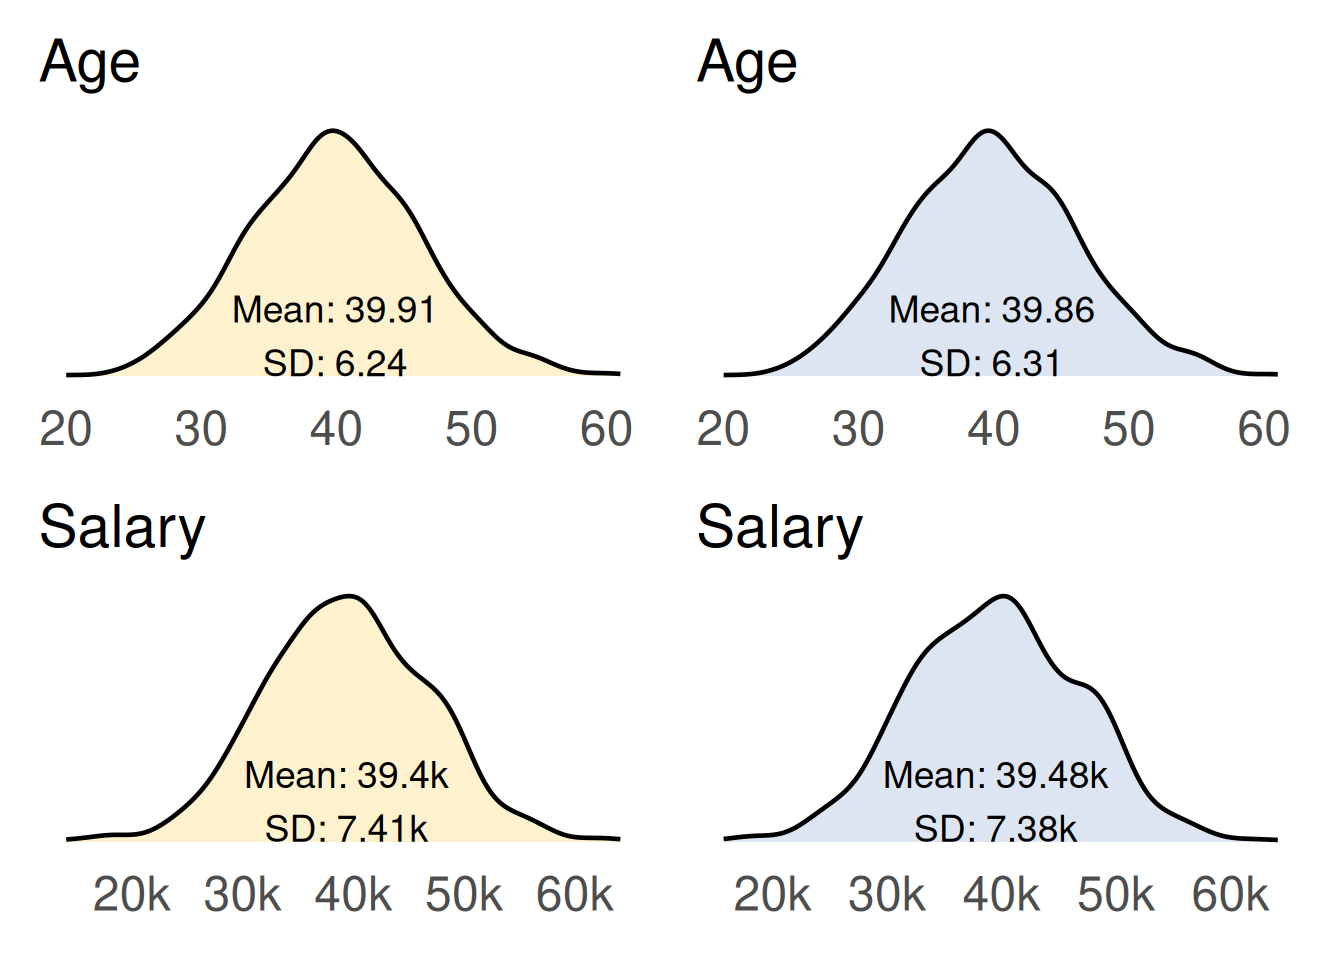 Age
Mean: 39.91
SD: 6.24
20 30 40 50 60
Age
Mean: 39.86
SD: 6.31
20 30 40 50 60
Salary
Mean: 39.4k
SD: 7.41k
20k 30k 40k 50k 60k
Salary
Mean: 39.48k
SD: 7.38k
20k 30k 40k 50k 60k